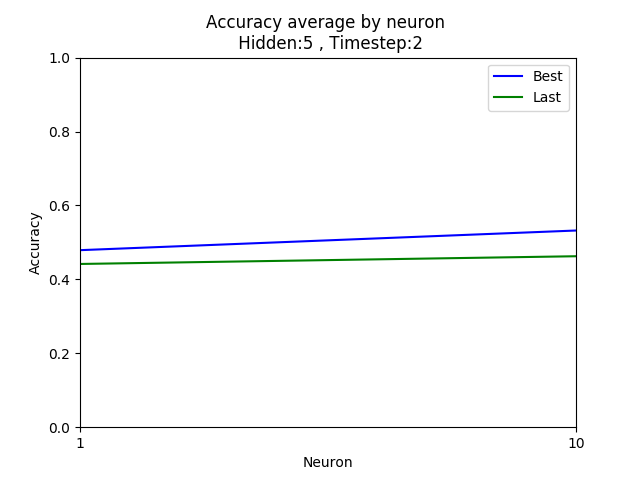 Accuracy average by neuron
Hidden:5 , Timestep:2
1.0
Best
Last
0.8
0.6
Accuracy
0.4
0.2
0.0
1
10
Neuron